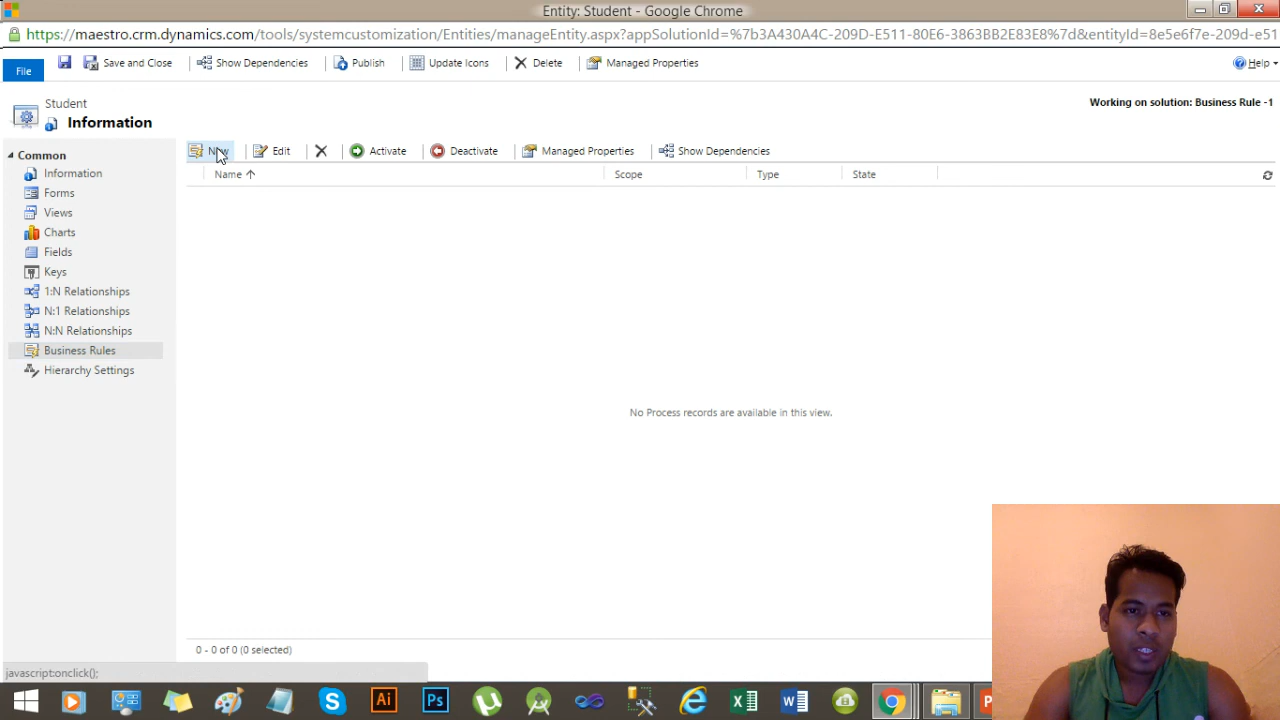 Entity: Student - Google Chrome
https://maestro.crm.dynamics.com/tools/systemcustomization/Entities/manageEntity.aspx?appSolutionId=%7b3A430A4C-209D-E511-80E6-3863BB2E83E8%7d&entityId=8e5e6f7e-209d-e51
File Save and Close Show Dependencies Publish Update Icons Delete Managed Properties Help
Student
Information
Working on solution: Business Rule -1
New Edit Activate Deactivate Managed Properties Show Dependencies
Name Scope Type State
Common
Information
Forms
Views
Charts
Fields
Keys
1:N Relationships
N:1 Relationships
N:N Relationships
Business Rules
Hierarchy Settings
No Process records are available in this view.
0 - 0 of 0 (0 selected)
javascript:onclick();
Ai Ps